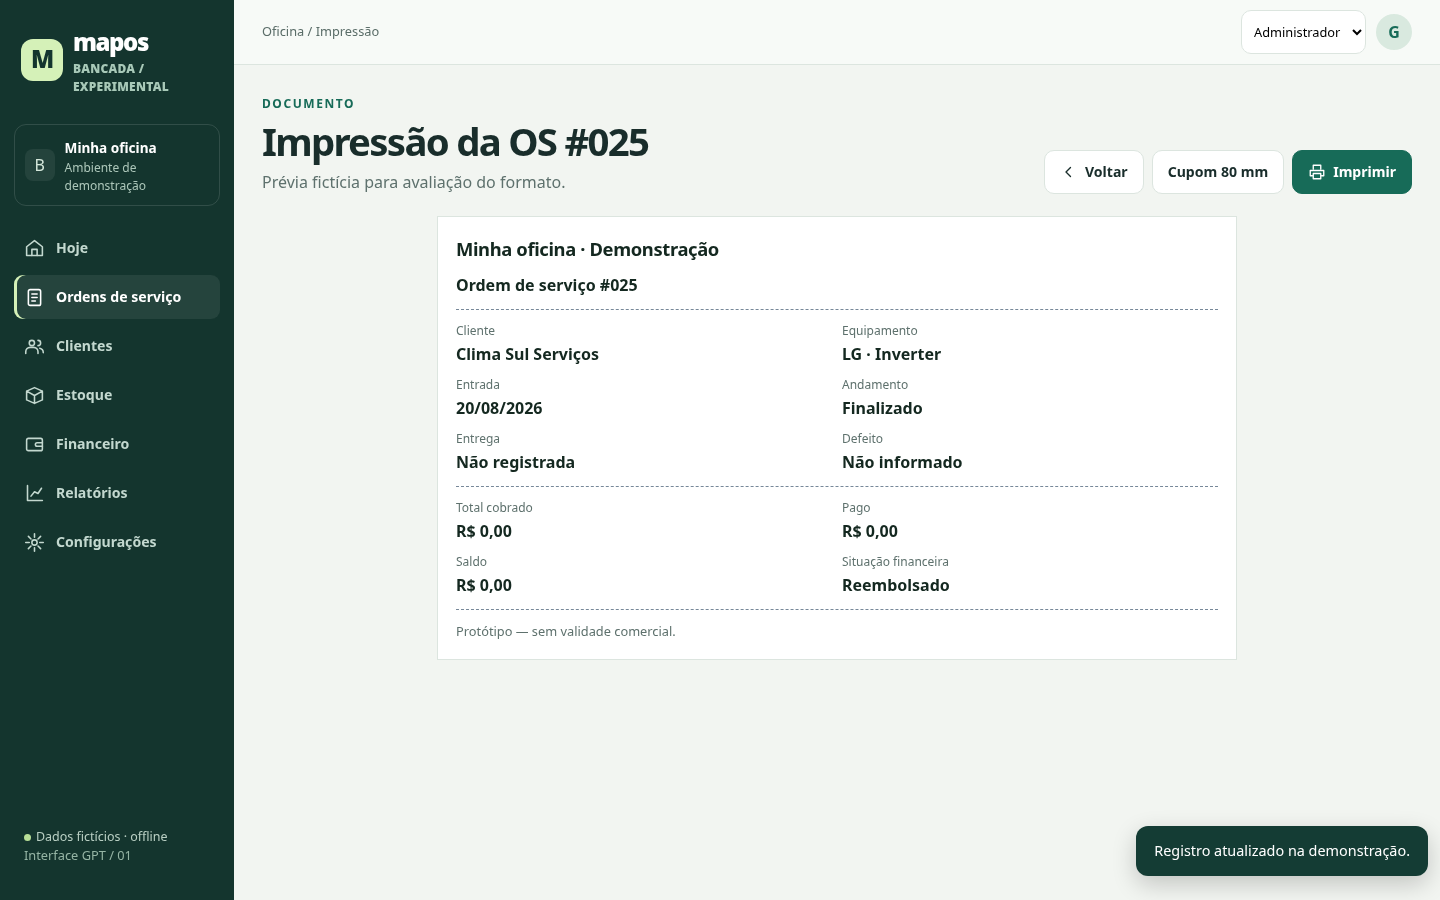 M
mapos
BANCADA /
EXPERIMENTAL
B
Minha oficina
Ambiente de
demonstração
Hoje
Ordens de serviço
Clientes
Estoque
Financeiro
Relatórios
Configurações
Dados fictícios · offline
Interface GPT / 01
Oficina / Impressão
Administrador
G
DOCUMENTO
Impressão da OS #025
Prévia fictícia para avaliação do formato.
Voltar
Cupom 80 mm
Imprimir
Minha oficina · Demonstração
Ordem de serviço #025
Cliente
Clima Sul Serviços
Equipamento
LG · Inverter
Entrada
20/08/2026
Andamento
Finalizado
Entrega
Não registrada
Defeito
Não informado
Total cobrado
R$ 0,00
Pago
R$ 0,00
Saldo
R$ 0,00
Situação financeira
Reembolsado
Protótipo — sem validade comercial.
Registro atualizado na demonstração.